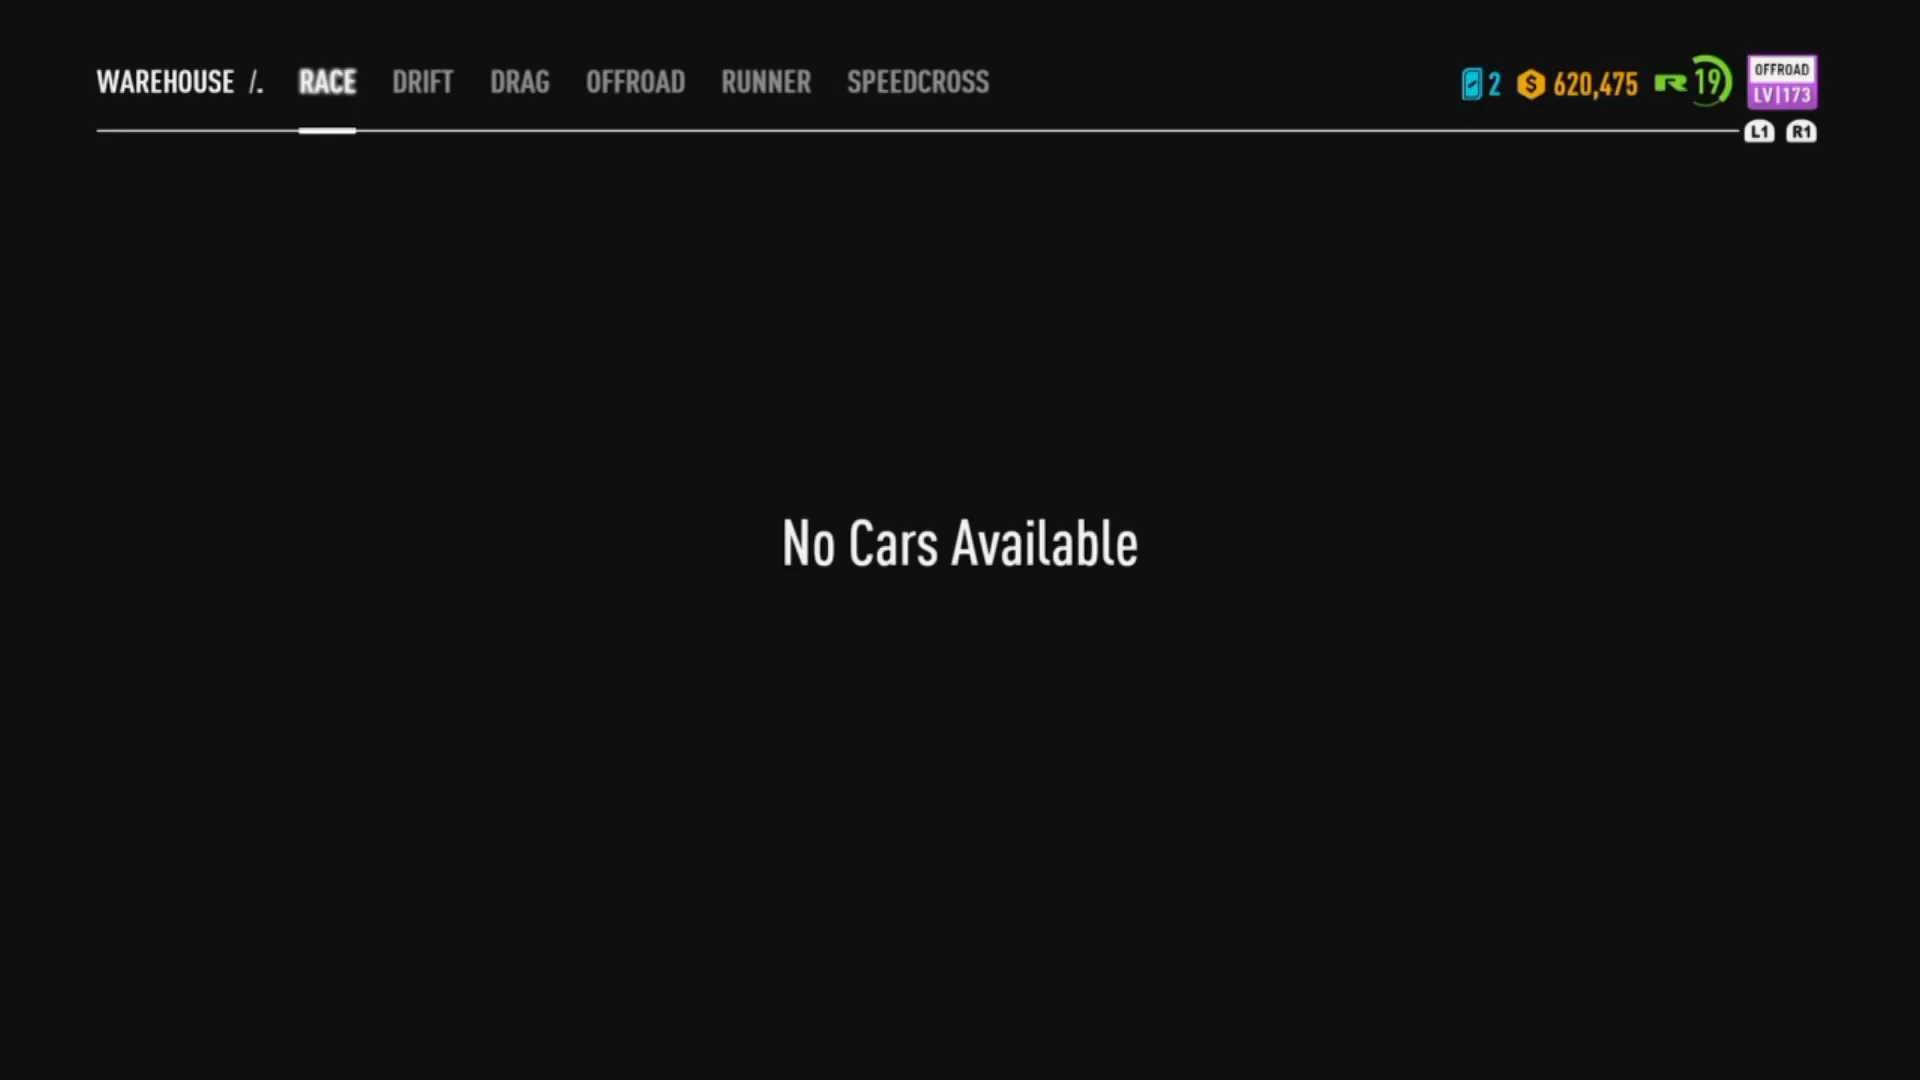 WAREHOUSE /. RACE DRIFT DRAG OFFROAD RUNNER SPEEDCROSS 2 $ 620,475 R 19 OFFROAD
LV|173
L1 R1
No Cars Available